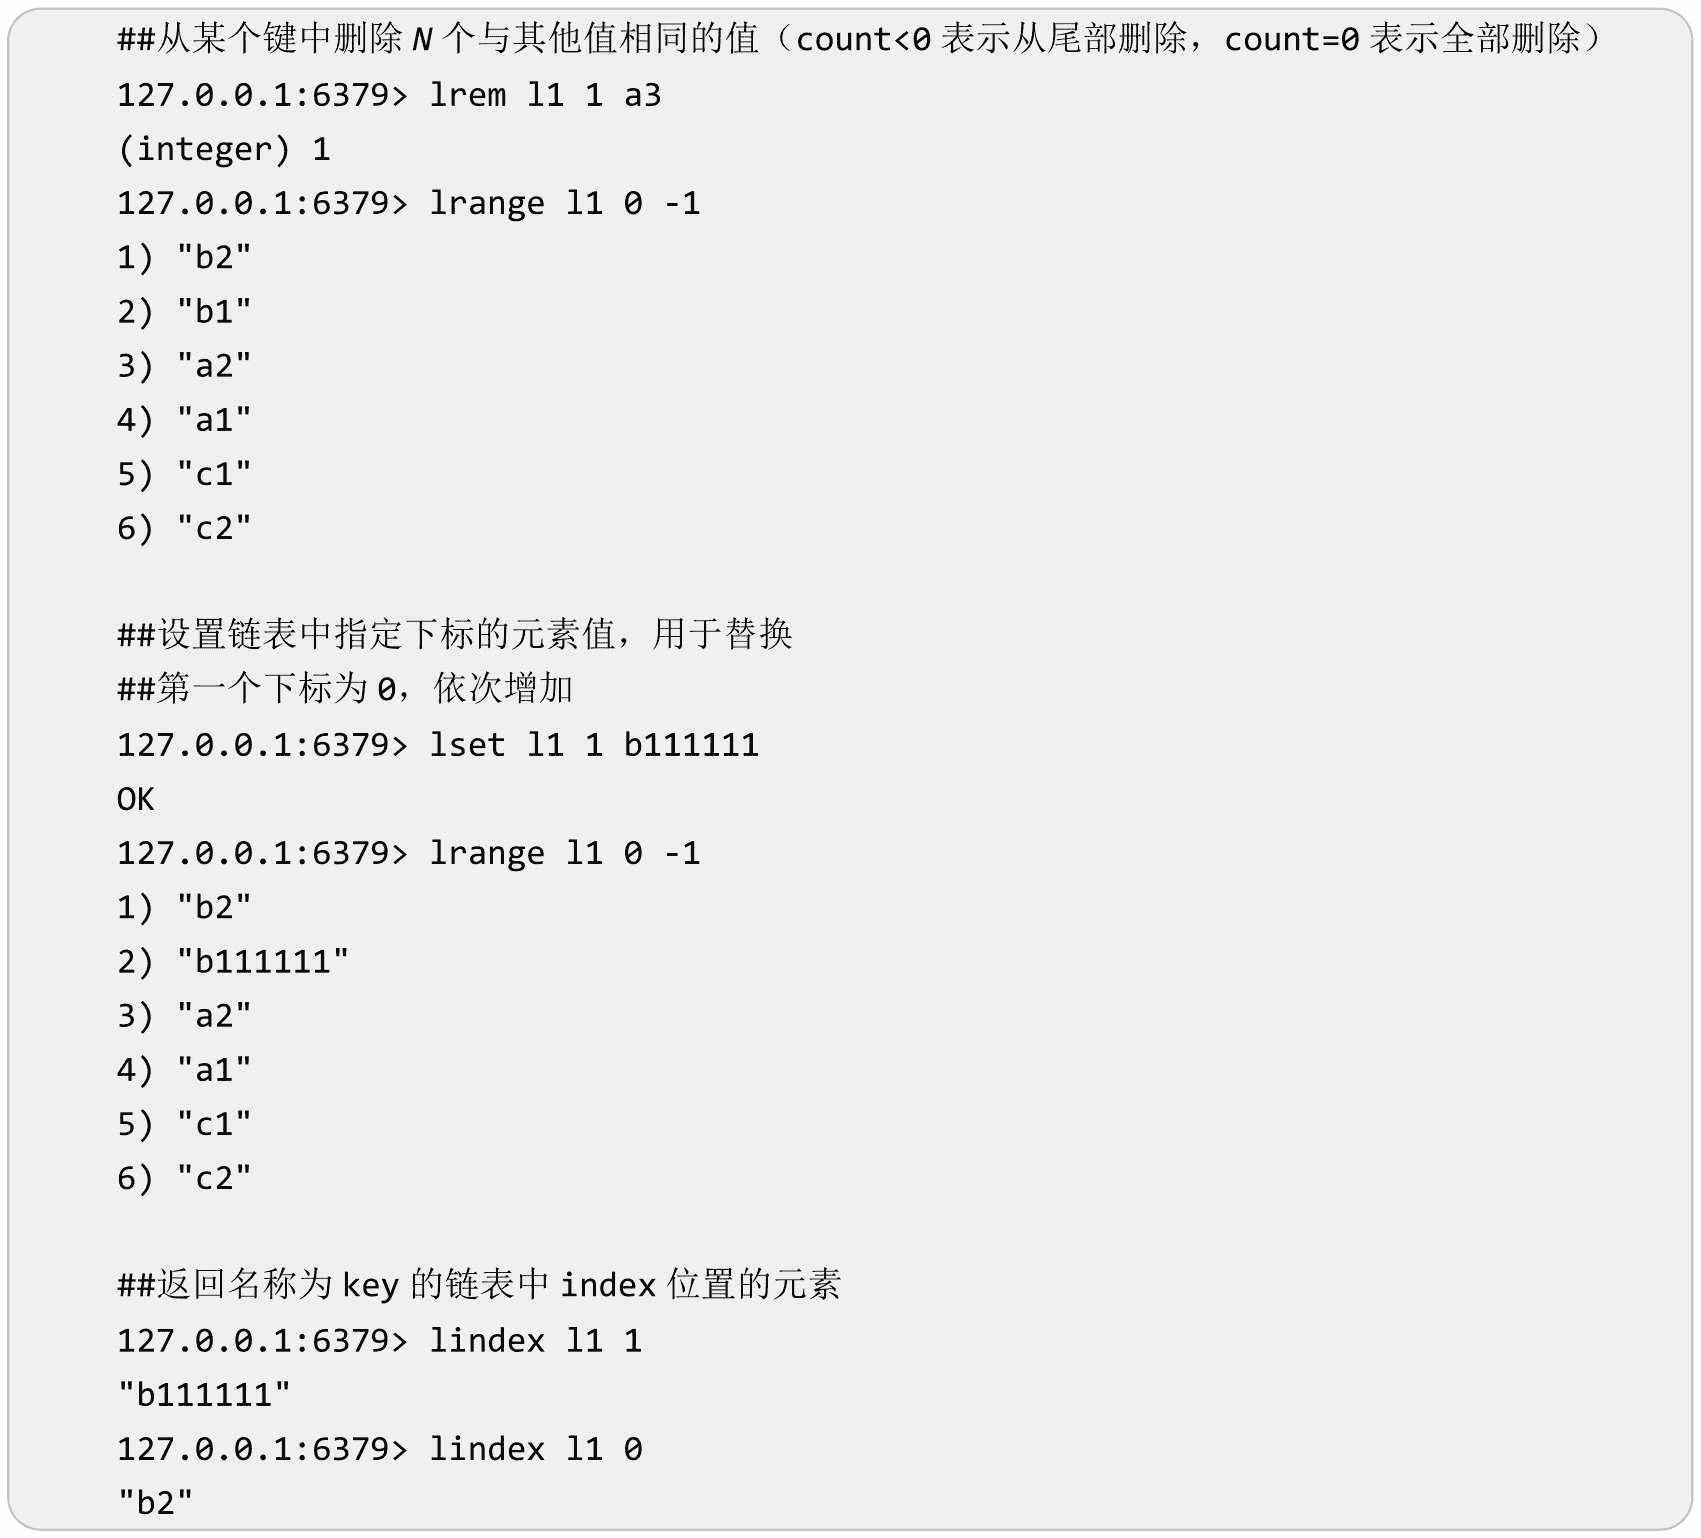 ##从某个键中删除 N 个与其他值相同的值（count<0 表示从尾部删除，count=0 表示全部删除）
127.0.0.1:6379> lrem l1 1 a3
(integer) 1
127.0.0.1:6379> lrange l1 0 -1
1) "b2"
2) "b1"
3) "a2"
4) "a1"
5) "c1"
6) "c2"
##设置链表中指定下标的元素值，用于替换
##第一个下标为 0，依次增加
127.0.0.1:6379> lset l1 1 b111111
OK
127.0.0.1:6379> lrange l1 0 -1
1) "b2"
2) "b111111"
3) "a2"
4) "a1"
5) "c1"
6) "c2"
##返回名称为 key 的链表中 index 位置的元素
127.0.0.1:6379> lindex l1 1
"b111111"
127.0.0.1:6379> lindex l1 0
"b2"